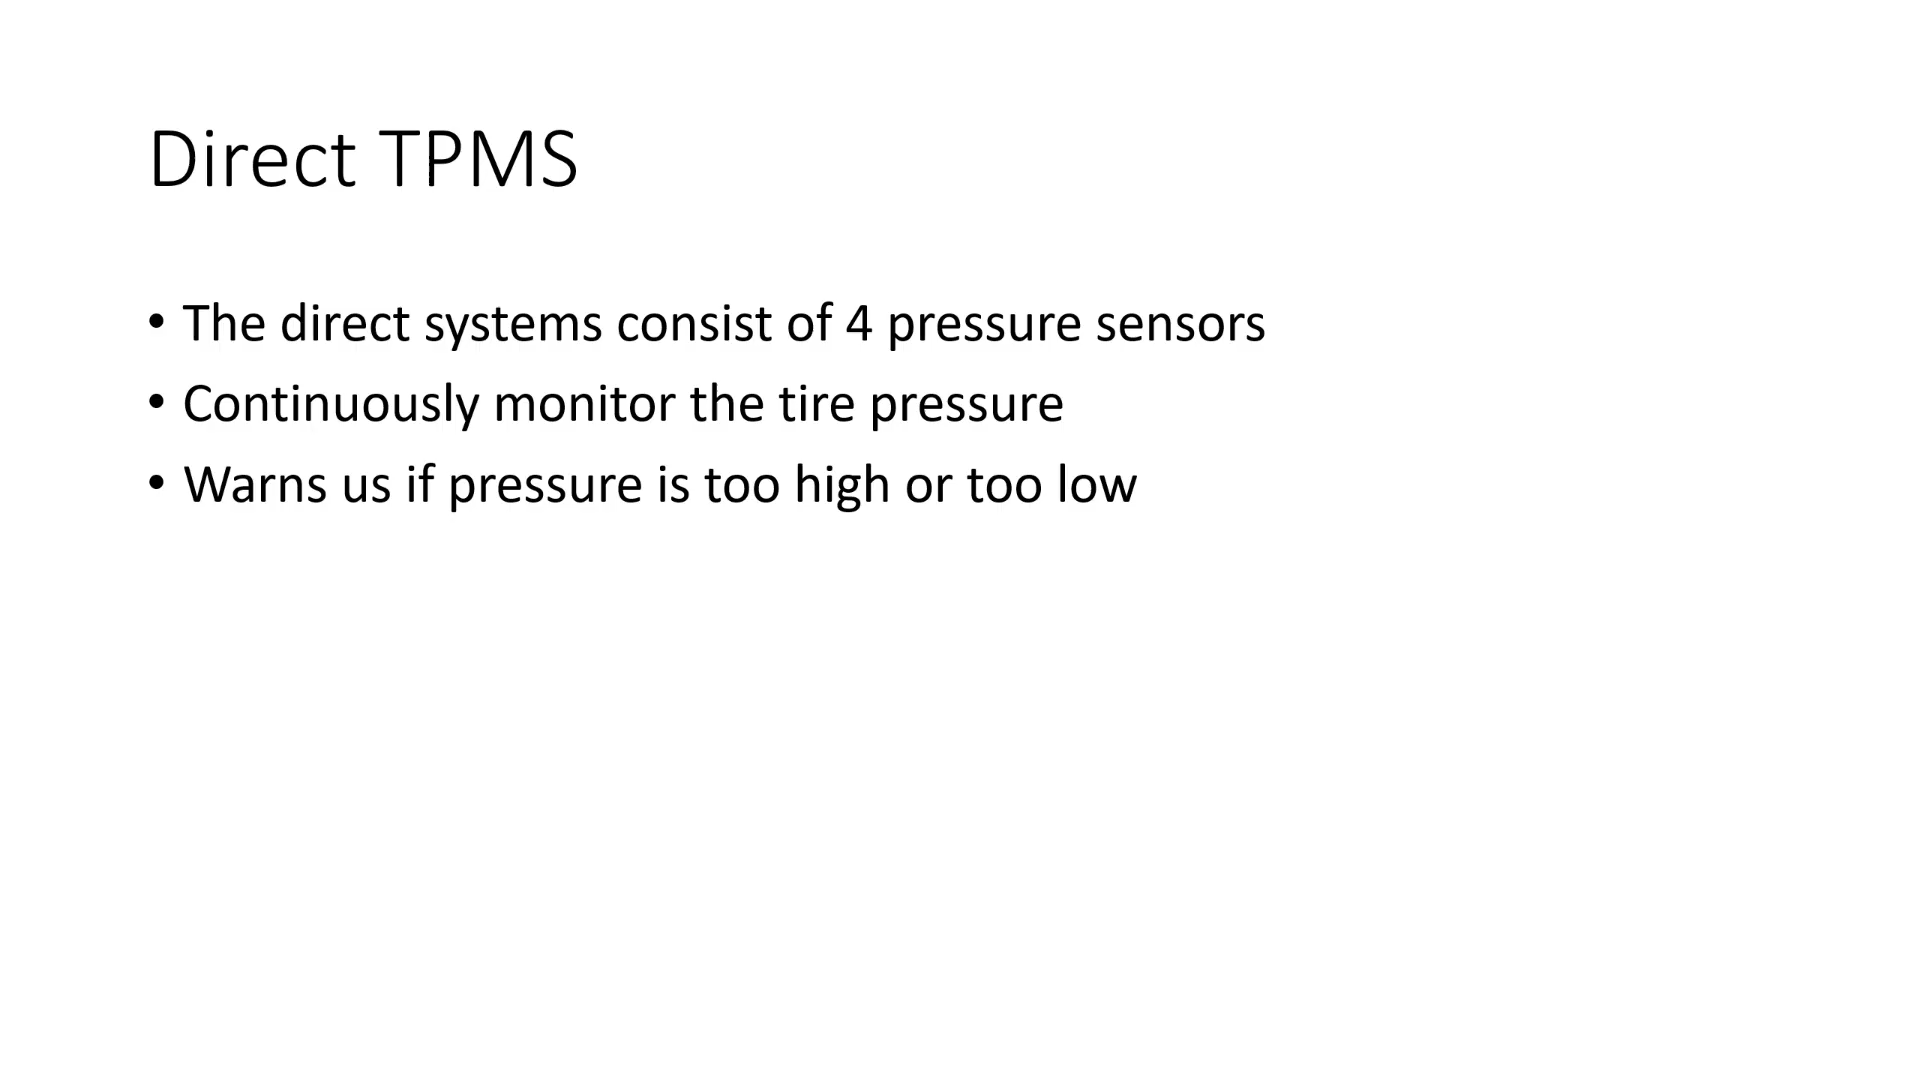 Direct TPMS
• The direct systems consist of 4 pressure sensors
• Continuously monitor the tire pressure
• Warns us if pressure is too high or too low